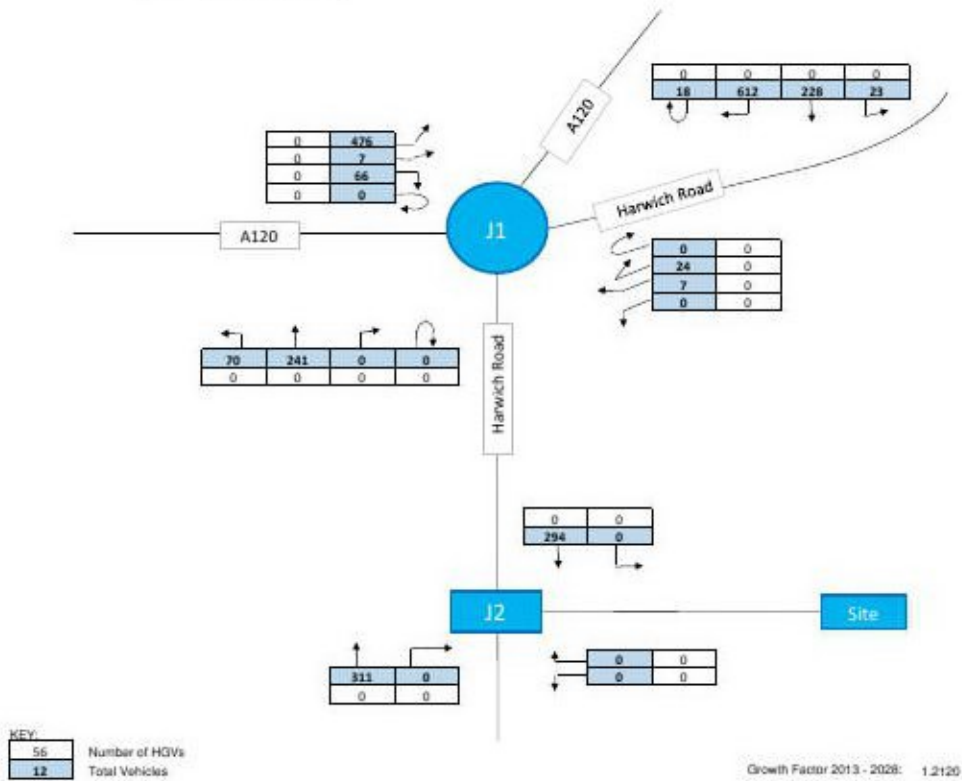 A120
0 0 0 0
18 612 228 23
0 476
0 7
0 66
0 0
J1
Harwich Road
A120
0 0
24 0
7 0
0 0
70 241 0 0
0 0 0 0
Harwich Road
0 0
294 0
J2
Site
311 0
0 0
0 0
0 0
KEY:
56 Number of HGVs
12 Total Vehicles
Growth Factor 2013 - 2028: 1.2126